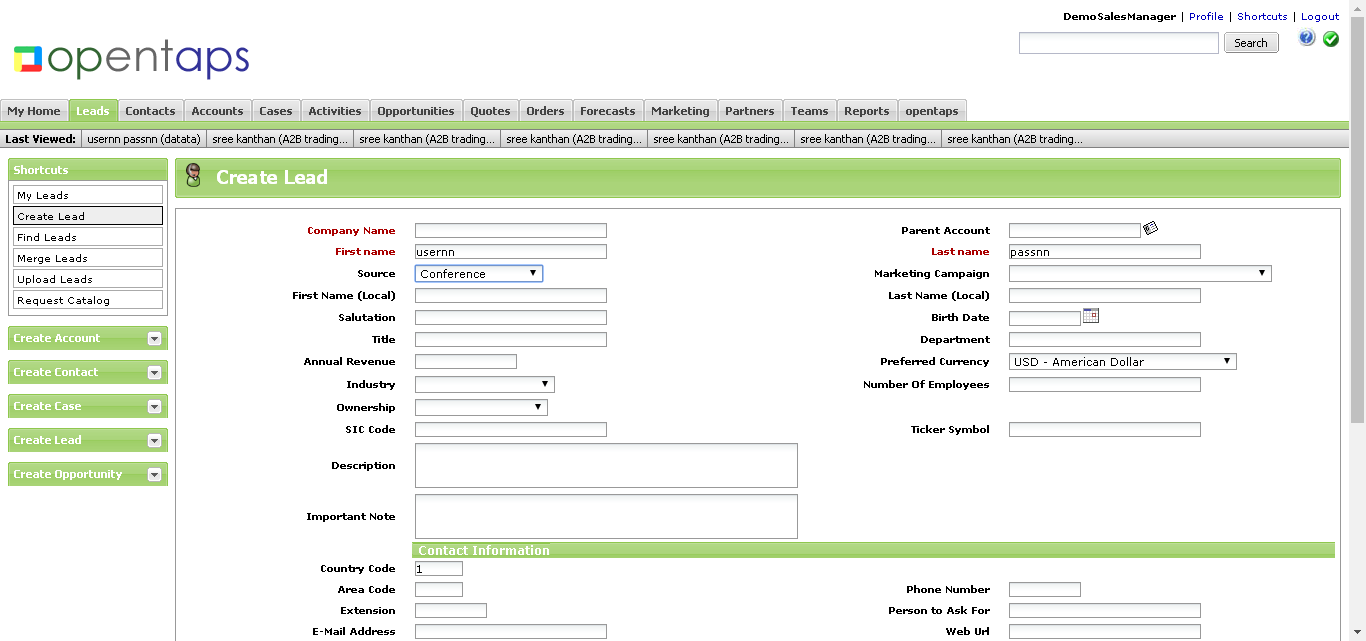 DemoSalesManager | Profile | Shortcuts | Logout
Search
opentaps
My Home Leads Contacts Accounts Cases Activities Opportunities Quotes Orders Forecasts Marketing Partners Teams Reports opentaps
Last Viewed: usernn passnn (datata) sree kanthan (A2B trading... sree kanthan (A2B trading... sree kanthan (A2B trading... sree kanthan (A2B trading... sree kanthan (A2B trading... sree kanthan (A2B trading...
Shortcuts
My Leads
Create Lead
Find Leads
Merge Leads
Upload Leads
Request Catalog
Create Account
Create Contact
Create Case
Create Lead
Create Opportunity
Create Lead
Company Name Parent Account
First name usernn Last name passnn
Source Conference Marketing Campaign
First Name (Local) Last Name (Local)
Salutation Birth Date
Title Department
Annual Revenue Preferred Currency USD - American Dollar
Industry Number Of Employees
Ownership
SIC Code Ticker Symbol
Description
Important Note
Contact Information
Country Code 1
Area Code Phone Number
Extension Person to Ask For
E-Mail Address Web Url